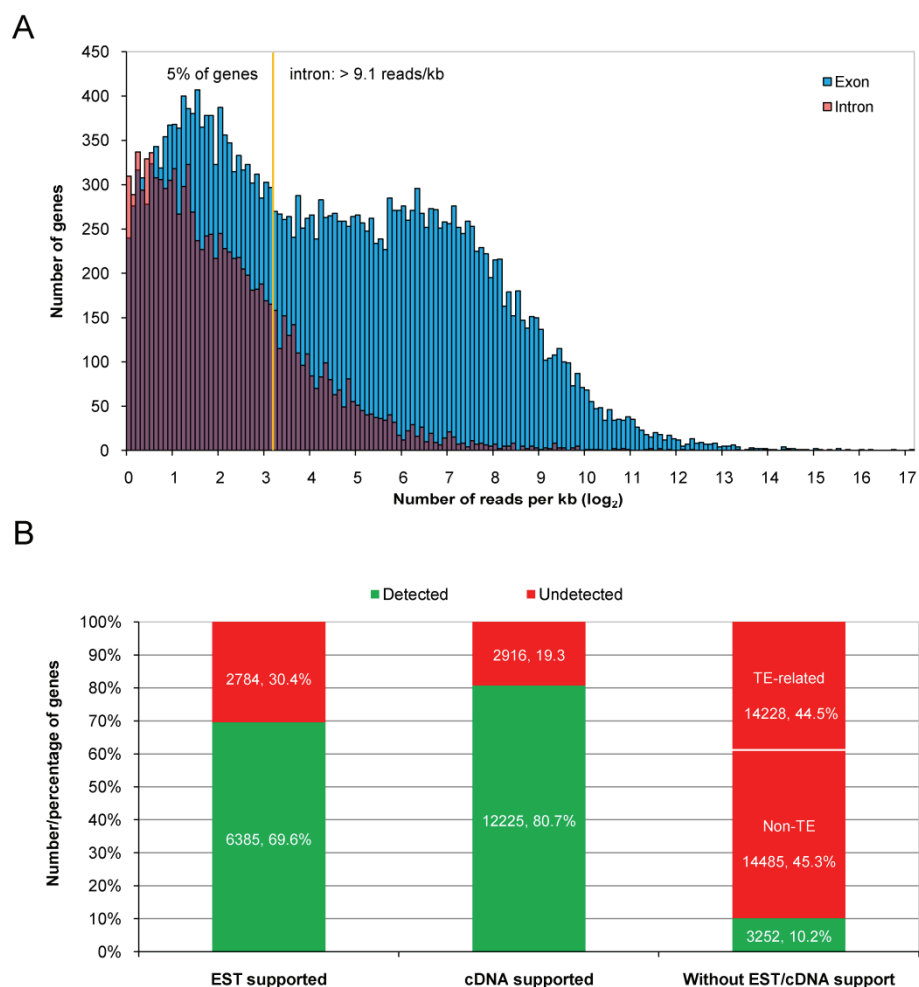 A
450
400
350
300
250
200
150
100
50
0
Number of genes
5% of genes
intron: > 9.1 reads/kb
Exon
Intron
0 1 2 3 4 5 6 7 8 9 10 11 12 13 14 15 16 17
Number of reads per kb (log₂)
B
Detected
Undetected
100%
90%
80%
70%
60%
50%
40%
30%
20%
10%
0%
Number/percentage of genes
2784, 30.4%
6385, 69.6%
2916, 19.3
12225, 80.7%
TE-related
14228, 44.5%
Non-TE
14485, 45.3%
3252, 10.2%
EST supported
cDNA supported
Without EST/cDNA support